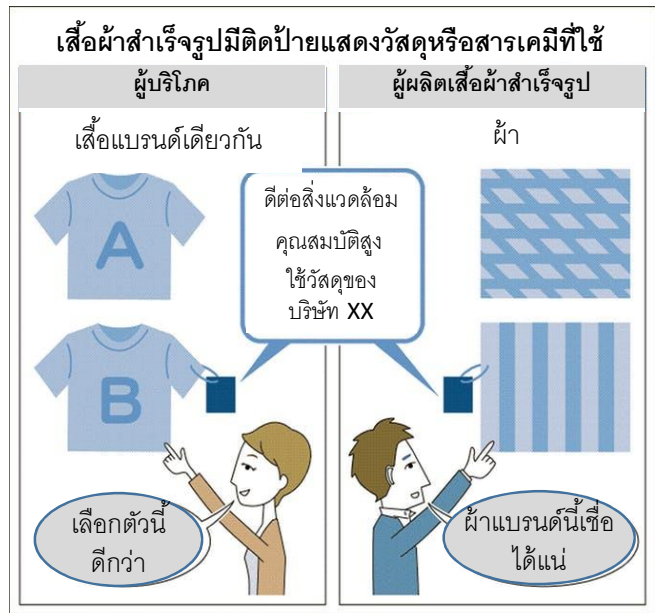 เสื้อผ้าสำเร็จรูปมีติดป้ายแสดงวัสดุหรือสารเคมีที่ใช้
ผู้บริโภค
ผู้ผลิตเสื้อผ้าสำเร็จรูป
เสื้อแบรนด์เดียวกัน
ผ้า
ดีต่อสิ่งแวดล้อม
คุณสมบัติสูง
ใช้วัสดุของ
บริษัท XX
A
B
เลือกตัวนี้
ดีกว่า
ผ้าแบรนด์นี้เชื่อ
ได้แน่